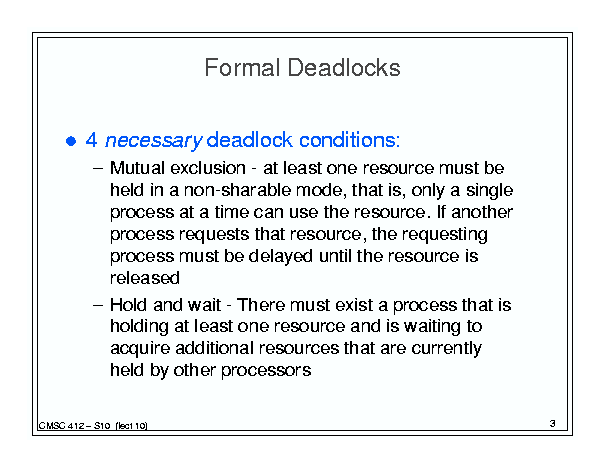 Formal Deadlocks
● 4 necessary deadlock conditions:
– Mutual exclusion - at least one resource must be
held in a non-sharable mode, that is, only a single
process at a time can use the resource. If another
process requests that resource, the requesting
process must be delayed until the resource is
released
– Hold and wait - There must exist a process that is
holding at least one resource and is waiting to
acquire additional resources that are currently
held by other processors
CMSC 412 – S10 (lect 10)
3